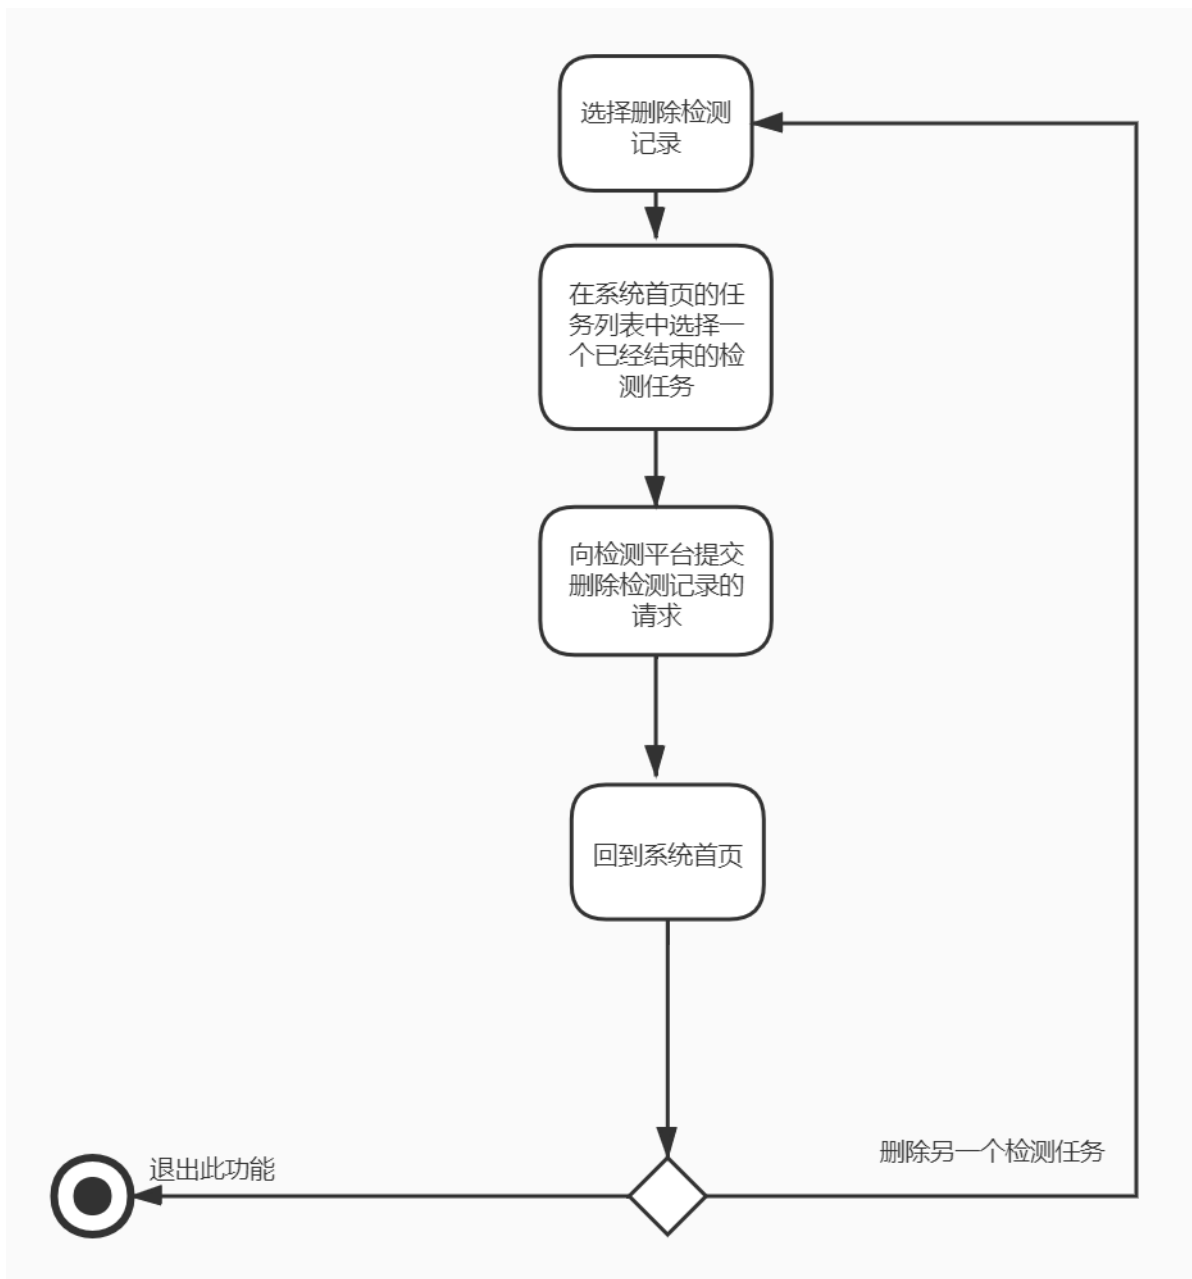 选择删除检测
记录
在系统首页的任
务列表中选择一
个已经结束的检
测任务
向检测平台提交
删除检测记录的
请求
回到系统首页
删除另一个检测任务
退出此功能